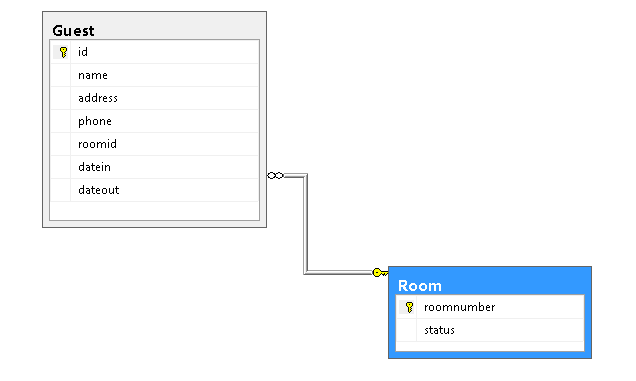 Guest
id
name
address
phone
roomid
datein
dateout
Room
roomnumber
status